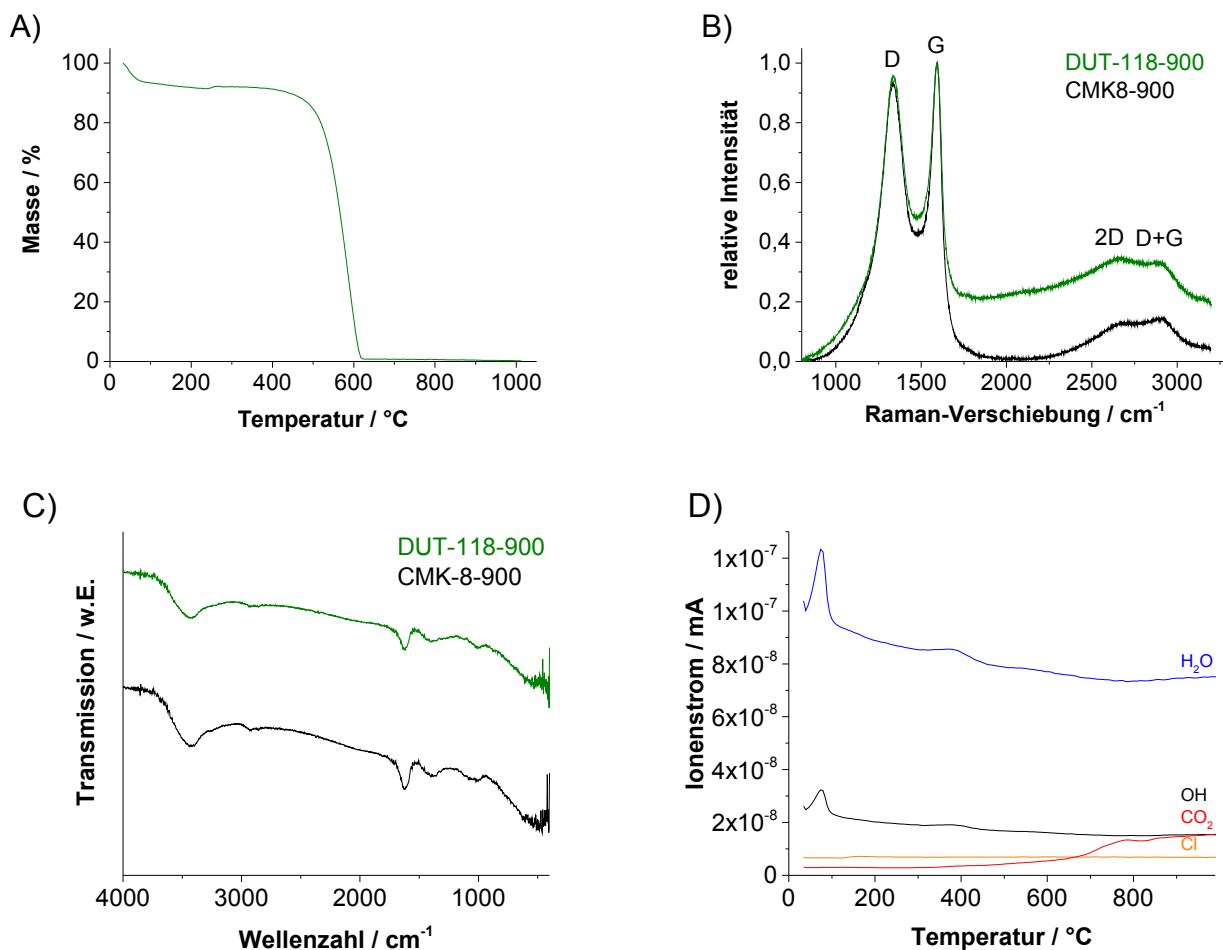 A)
100
80
60
40
20
0
Masse / %
0 200 400 600 800 1000
Temperatur / °C
B)
D
G
DUT-118-900
CMK8-900
1,0
0,8
0,6
0,4
0,2
0,0
relative Intensität
2D D+G
1000 1500 2000 2500 3000
Raman-Verschiebung / cm⁻¹
C)
DUT-118-900
CMK-8-900
Transmission / w.E.
4000 3000 2000 1000
Wellenzahl / cm⁻¹
D)
1x10⁻⁷
1x10⁻⁷
8x10⁻⁸
6x10⁻⁸
4x10⁻⁸
2x10⁻⁸
0
Ionenstrom / mA
H₂O
OH
CO₂
Cl
0 200 400 600 800
Temperatur / °C